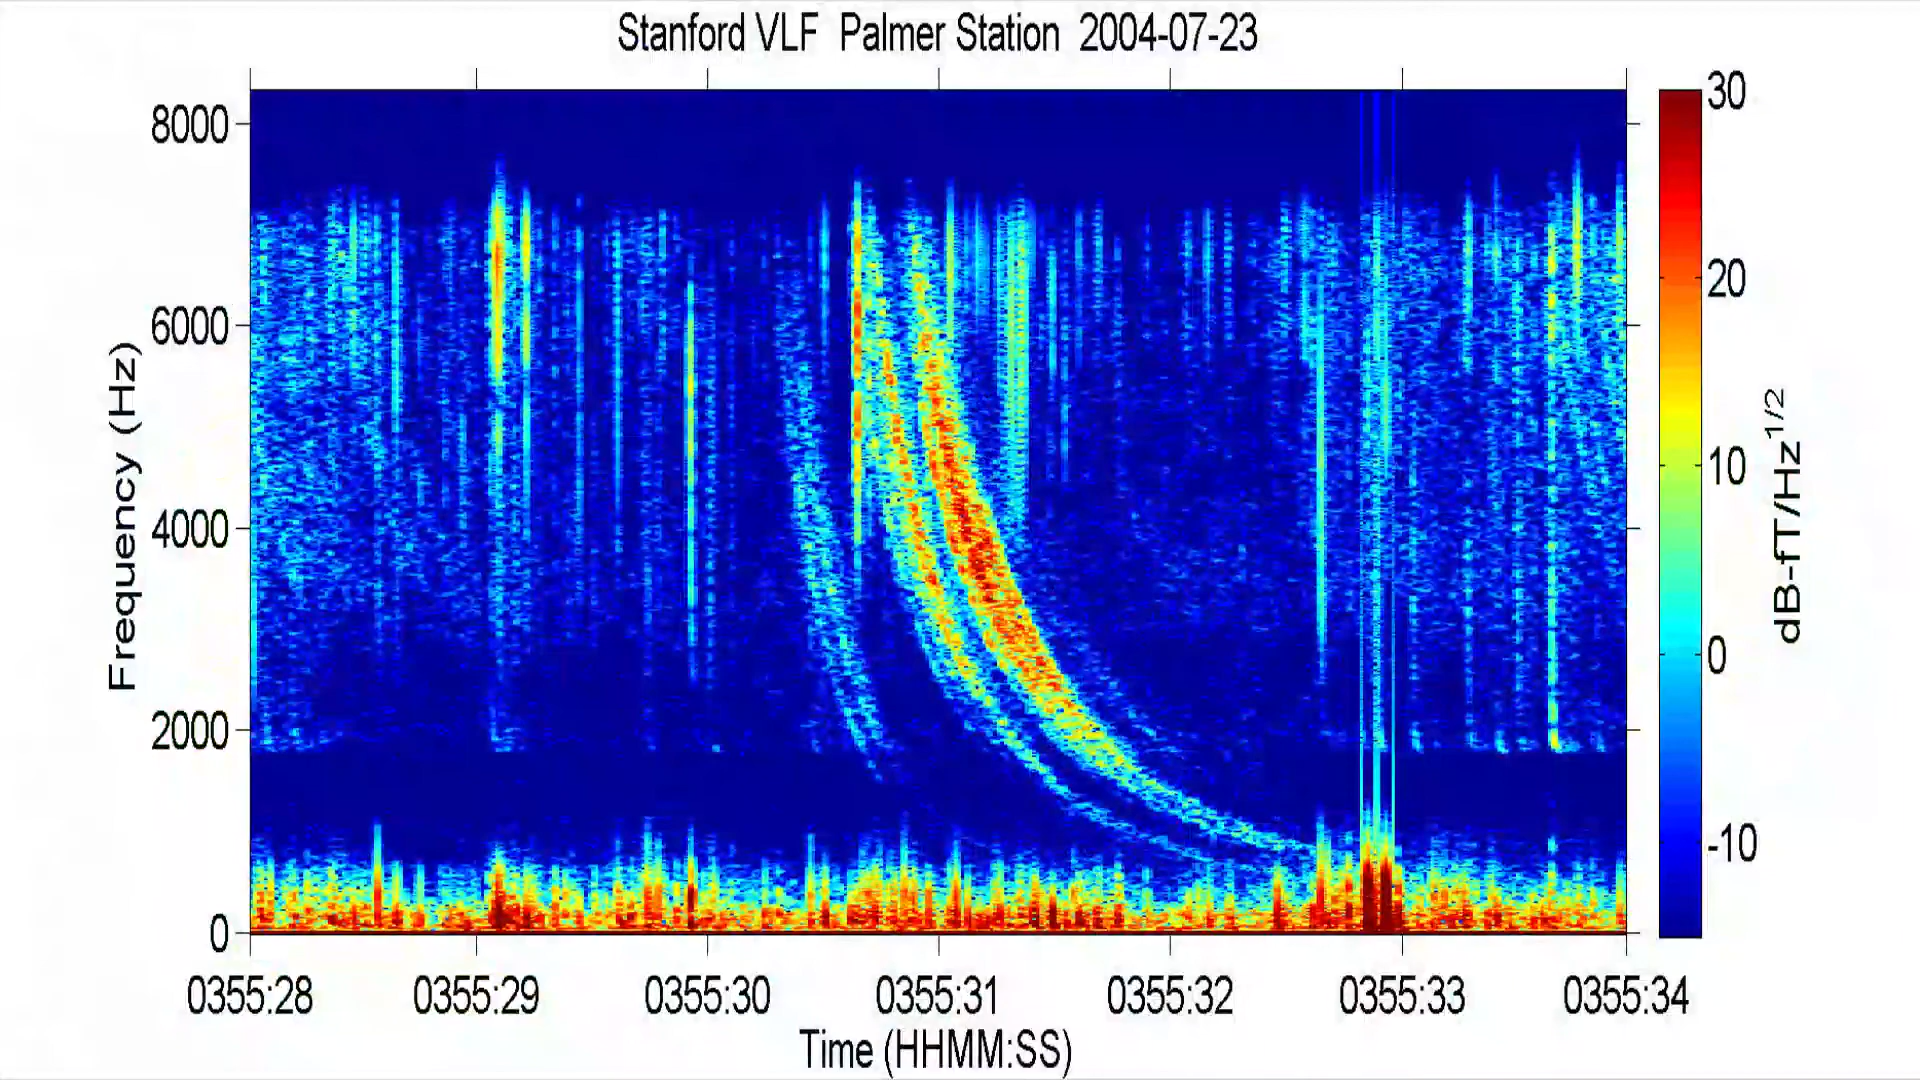 Stanford VLF  Palmer Station  2004-07-23
8000
6000
4000
2000
0
Frequency (Hz)
0355:28 0355:29 0355:30 0355:31 0355:32 0355:33 0355:34
Time (HHMM:SS)
30
20
10
0
-10
dB-fT/Hz^1/2